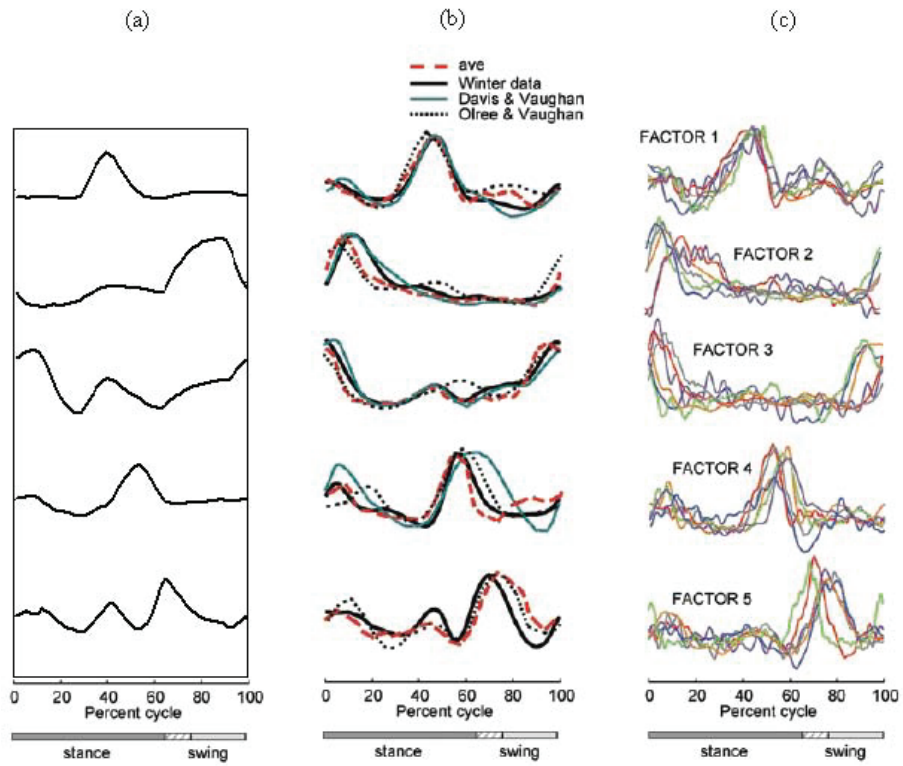 (a) (b) (c)
ave
Winter data
Davis & Vaughan
Olree & Vaughan
FACTOR 1
FACTOR 2
FACTOR 3
FACTOR 4
FACTOR 5
0 20 40 60 80 100
Percent cycle
stance swing
0 20 40 60 80 100
Percent cycle
stance swing
0 20 40 60 80 100
Percent cycle
stance swing